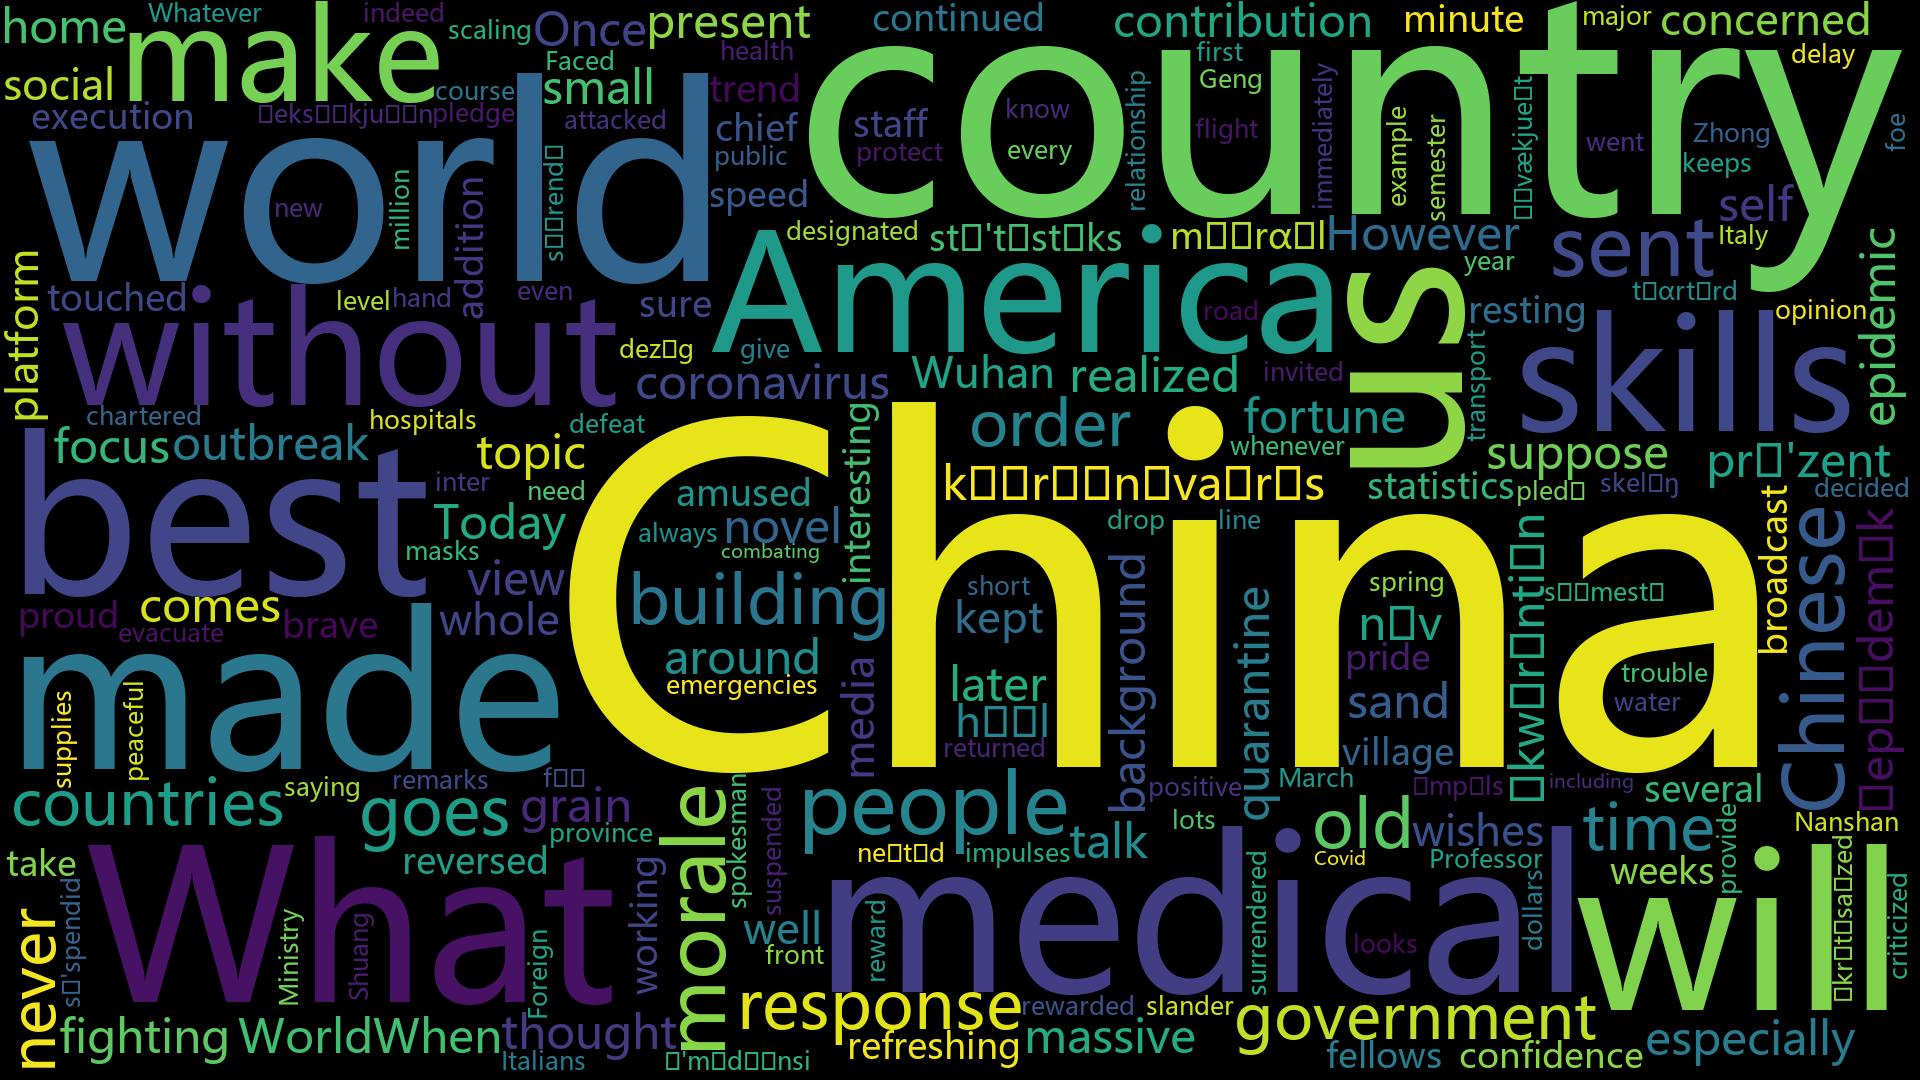 home
Whatever
indeed
scaling
Once
present
continued
contribution
minute
major
concerned
make
Faced
health
first
delay
social
course
small
trend
country
Geng
execution
pledge
attacked
chief
staff
know
flight
went
Zhong
foe
public
protect
every
keeps
world
new
million
addition
speed
relationship
immediately
example
semester
self
designated
However
sent
Italy
year
platform
touched
level
hand
even
sure
America
road
us
resting
opinion
epidemic
without
give
coronavirus
Wuhan
realized
invited
transport
skills
chartered
hospitals
defeat
order
fortune
whenever
focus
outbreak
topic
suppose
best
inter
need
amused
interesting
statistics
decided
Today
always
novel
drop
line
masks
combating
China
view
building
short
spring
broadcast
Chinese
proud
comes
evacuate
brave
whole
kept
background
quarantine
around
pride
trouble
made
emergencies
media
later
sand
water
supplies
peaceful
returned
village
countries
saying
remarks
positive
March
including
several
goes
grain
province
morale
spokesman
suspended
people
talk
lots
old
wishes
time
Nanshan
take
reversed
impulses
Covid
Professor
weeks
provide
What
working
well
medical
dollars
will
never
Ministry
Shuang
Foreign
front
reward
surrendered
looks
criticized
response
rewarded
slander
government
fighting
WorldWhen
thought
refreshing
massive
especially
Italians
fellows
confidence